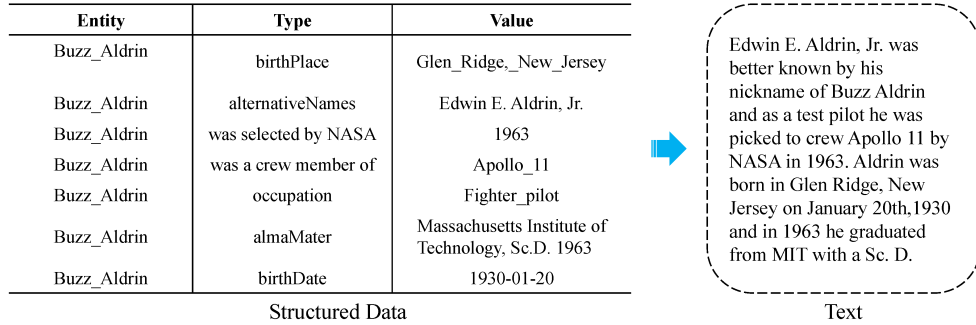 Entity Type Value
Buzz_Aldrin birthPlace Glen_Ridge,_New_Jersey
Buzz_Aldrin alternativeNames Edwin E. Aldrin, Jr.
Buzz_Aldrin was selected by NASA 1963
Buzz_Aldrin was a crew member of Apollo_11
Buzz_Aldrin occupation Fighter_pilot
Buzz_Aldrin almaMater Massachusetts Institute of
Technology, Sc.D. 1963
Buzz_Aldrin birthDate 1930-01-20
Structured Data
Edwin E. Aldrin, Jr. was
better known by his
nickname of Buzz Aldrin
and as a test pilot he was
picked to crew Apollo 11 by
NASA in 1963. Aldrin was
born in Glen Ridge, New
Jersey on January 20th,1930
and in 1963 he graduated
from MIT with a Sc. D.
Text